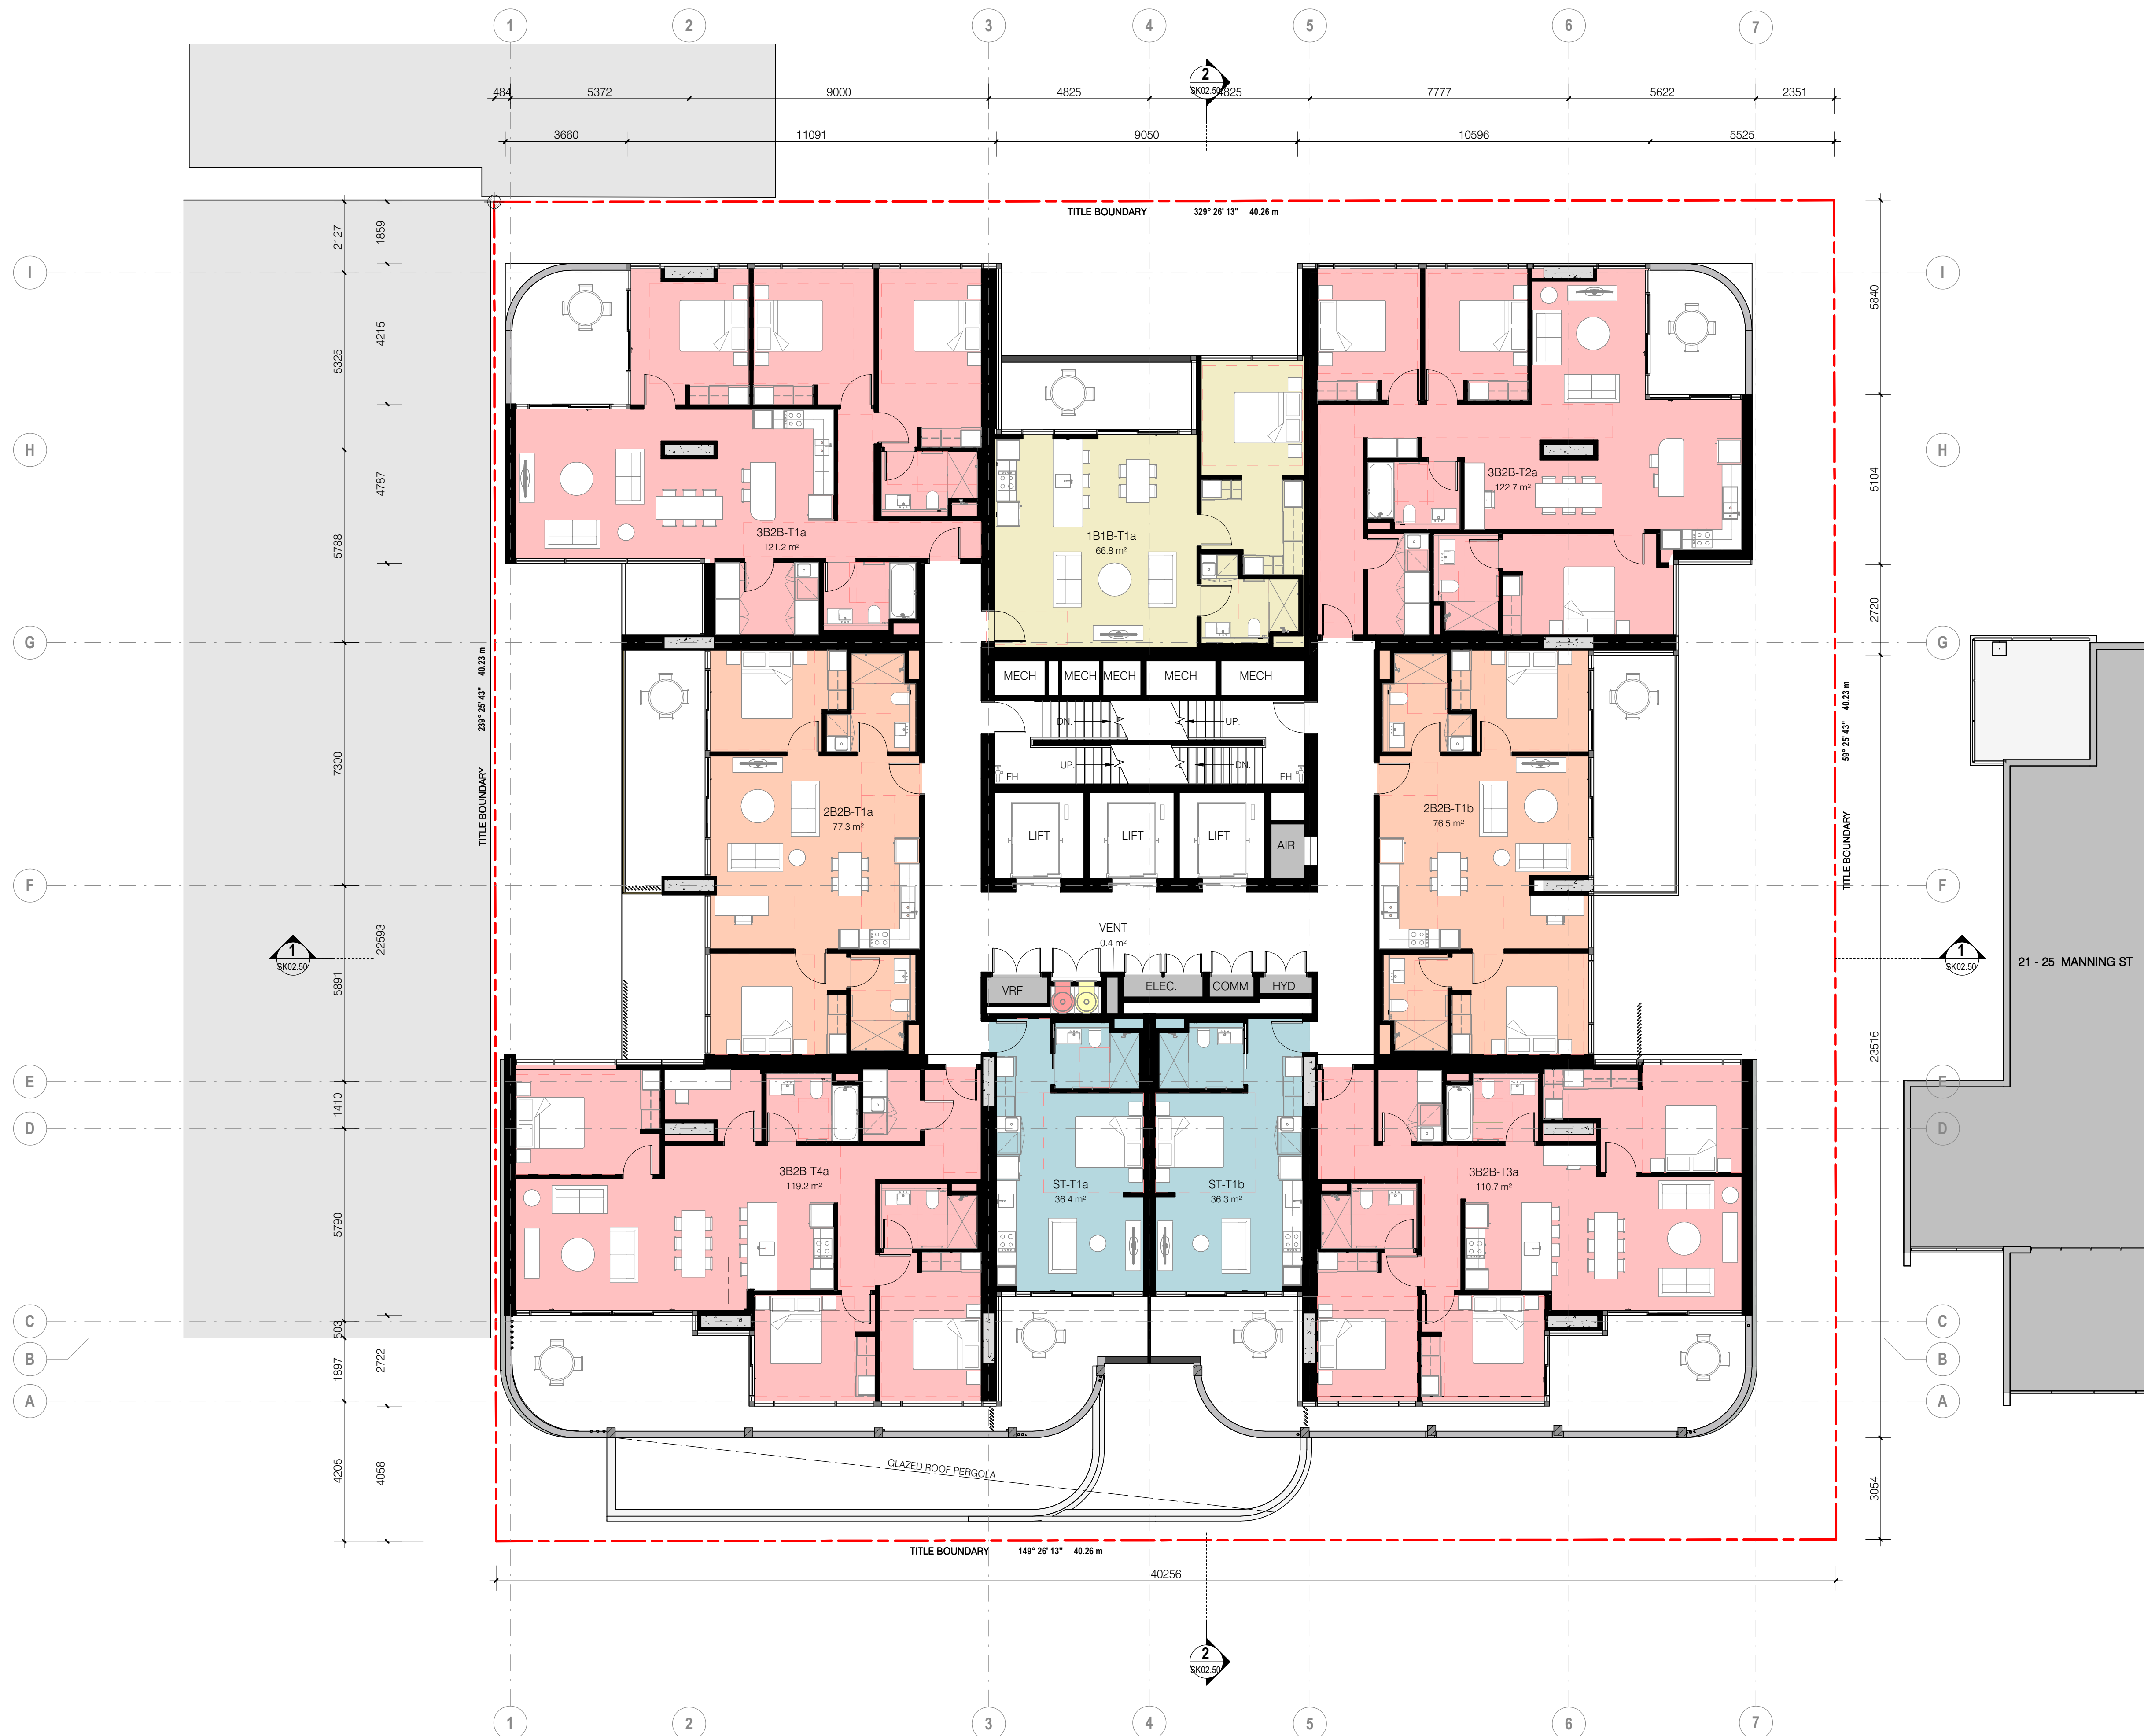 1 2 3 4 5 6 7
2
SK02.50
484 5372 9000 4825 4825 7777 5622 2351
3660 11091 9050 10596 5525
TITLE BOUNDARY 329° 26' 13" 40.26 m
2127
1859
5840
I
I
5325
4215
H
H
4787
5104
3B2B-T1a
121.2 m²
1B1B-T1a
66.8 m²
3B2B-T2a
122.7 m²
5788
2720
G
G
TITLE BOUNDARY 239° 25' 43" 40.23 m
TITLE BOUNDARY 59° 25' 43" 40.23 m
MECH MECH MECH MECH MECH
DN. UP.
UP. DN.
FH FH
7300
2B2B-T1a
77.3 m²
2B2B-T1b
76.5 m²
LIFT LIFT LIFT
AIR
F
F
22593
VENT
0.4 m²
1
SK02.50
1
SK02.50
21 - 25 MANNING ST
5891
VRF ELEC. COMM HYD
23516
E
E
1410
D
D
3B2B-T4a
119.2 m²
ST-T1a
36.4 m²
ST-T1b
36.3 m²
3B2B-T3a
110.7 m²
5790
C
C
503
B
B
1897
2722
A
A
4205
4058
3054
GLAZED ROOF PERGOLA
TITLE BOUNDARY 149° 26' 13" 40.26 m
40256
2
SK02.50
1 2 3 4 5 6 7